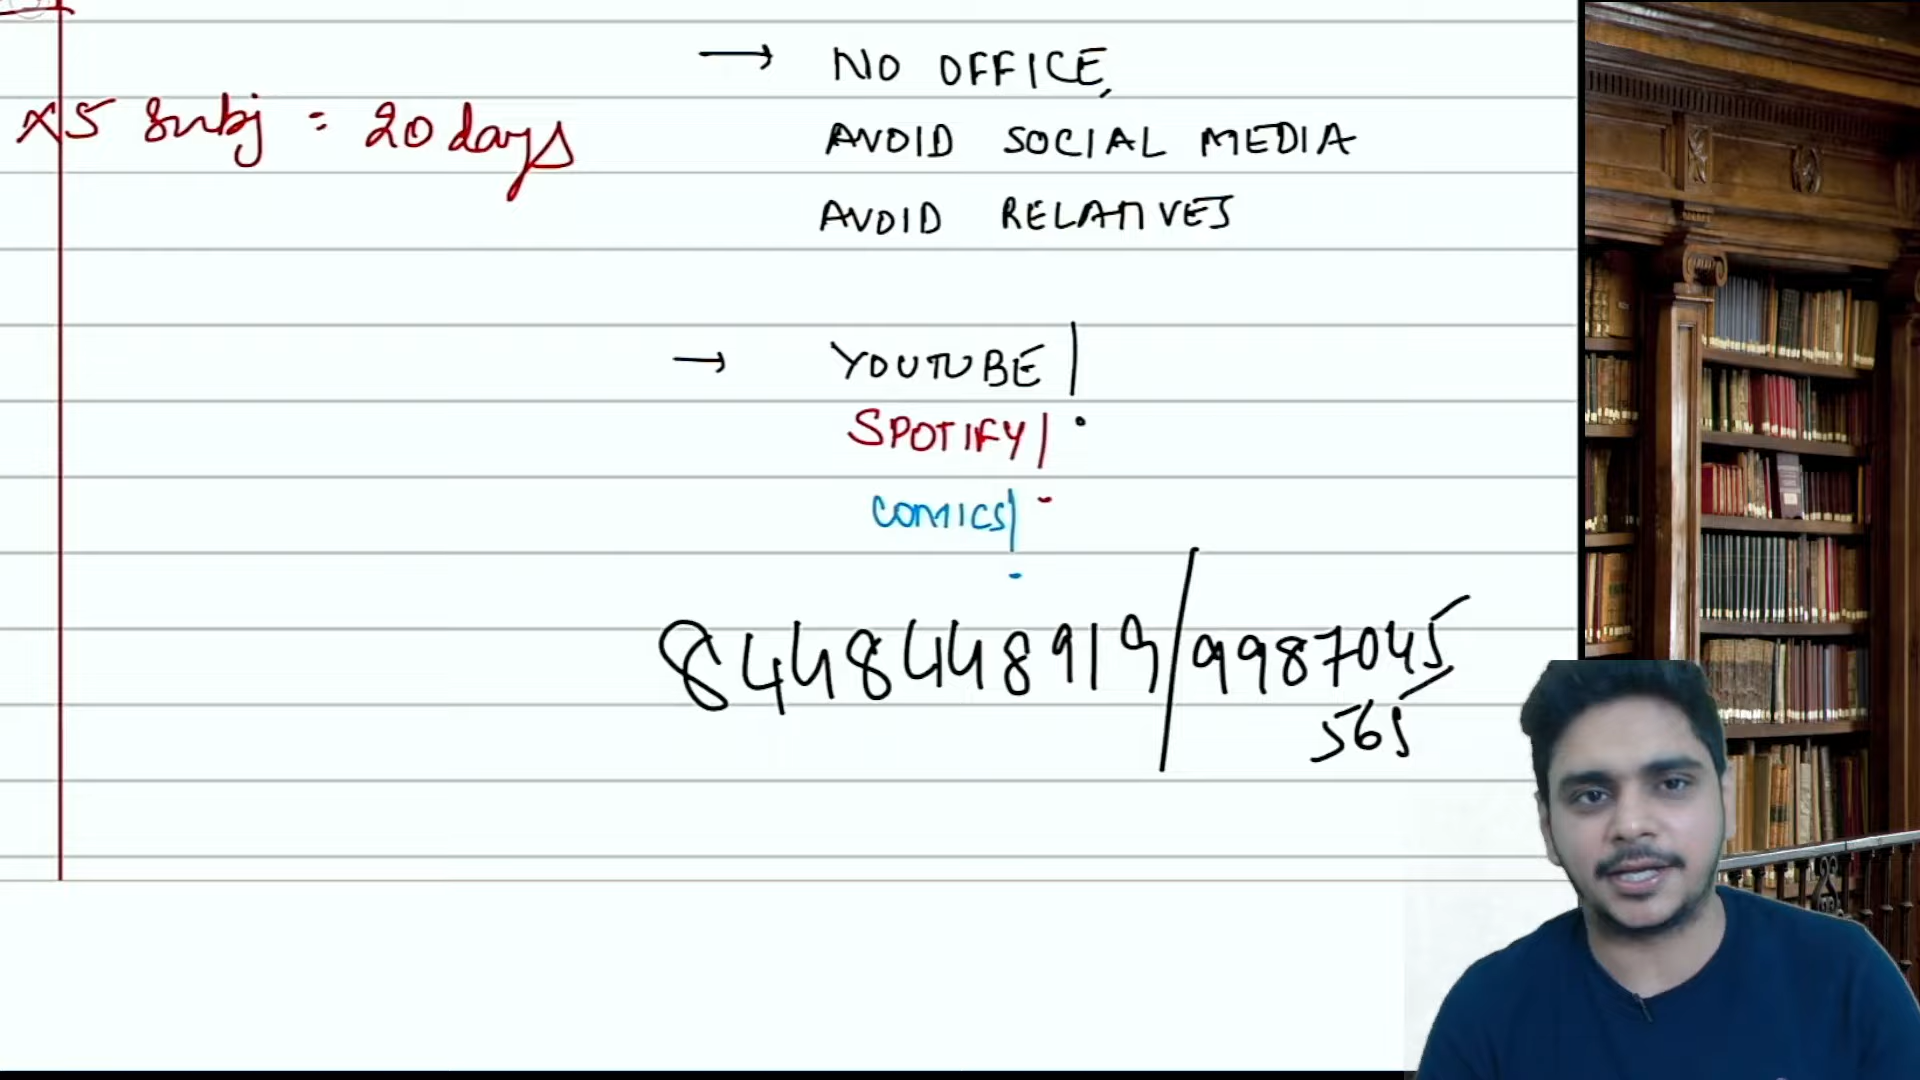 → NO OFFICE,
x5 Subj = 20 days
AVOID SOCIAL MEDIA
AVOID RELATIVES
→ YOUTUBE |
SPOTIFY |
COMICS |
8448448919 / 9987045
565